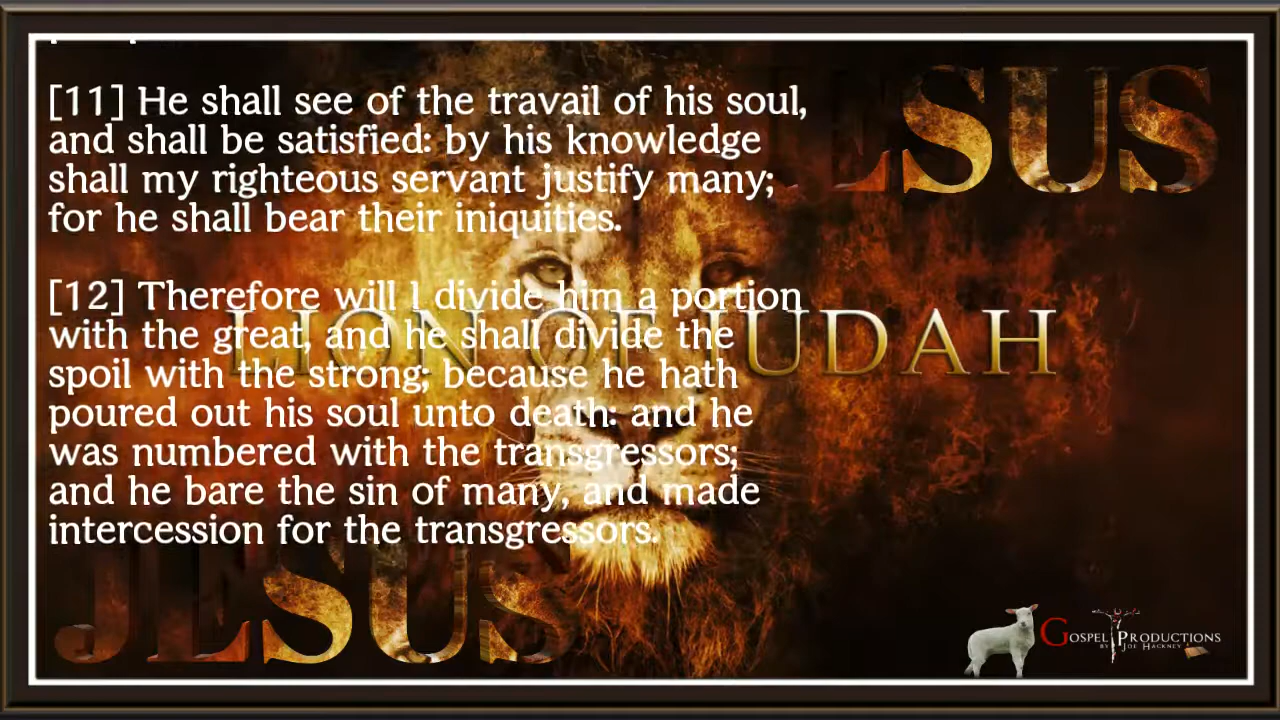 [11] He shall see of the travail of his soul,
and shall be satisfied: by his knowledge
shall my righteous servant justify many;
for he shall bear their iniquities.
[12] Therefore will I divide him a portion
with the great, and he shall divide the
spoil with the strong; because he hath
poured out his soul unto death: and he
was numbered with the transgressors;
and he bare the sin of many, and made
intercession for the transgressors.
JESUS
LION OF JUDAH
JESUS
GOSPEL PRODUCTIONS
BY JOE HACKNEY